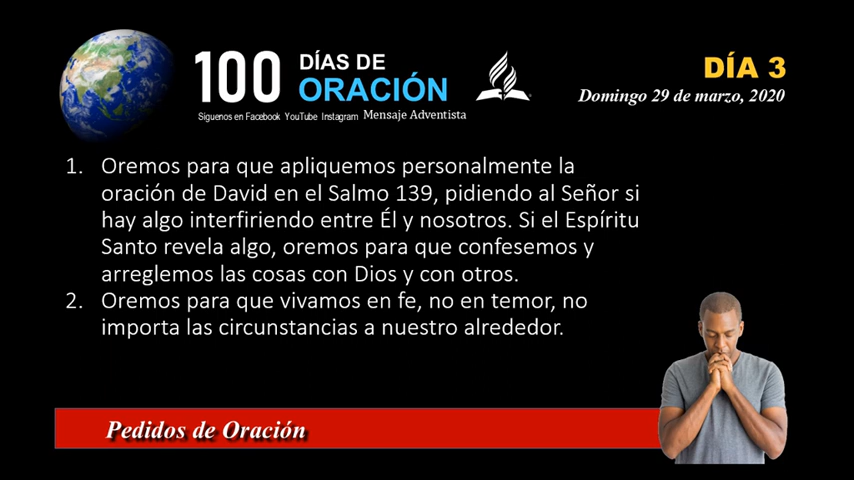 100 DÍAS DE
ORACIÓN
Síguenos en Facebook YouTube Instagram Mensaje Adventista
DÍA 3
Domingo 29 de marzo, 2020
1. Oremos para que apliquemos personalmente la
oración de David en el Salmo 139, pidiendo al Señor si
hay algo interfiriendo entre Él y nosotros. Si el Espíritu
Santo revela algo, oremos para que confesemos y
arreglemos las cosas con Dios y con otros.
2. Oremos para que vivamos en fe, no en temor, no
importa las circunstancias a nuestro alrededor.
Pedidos de Oración